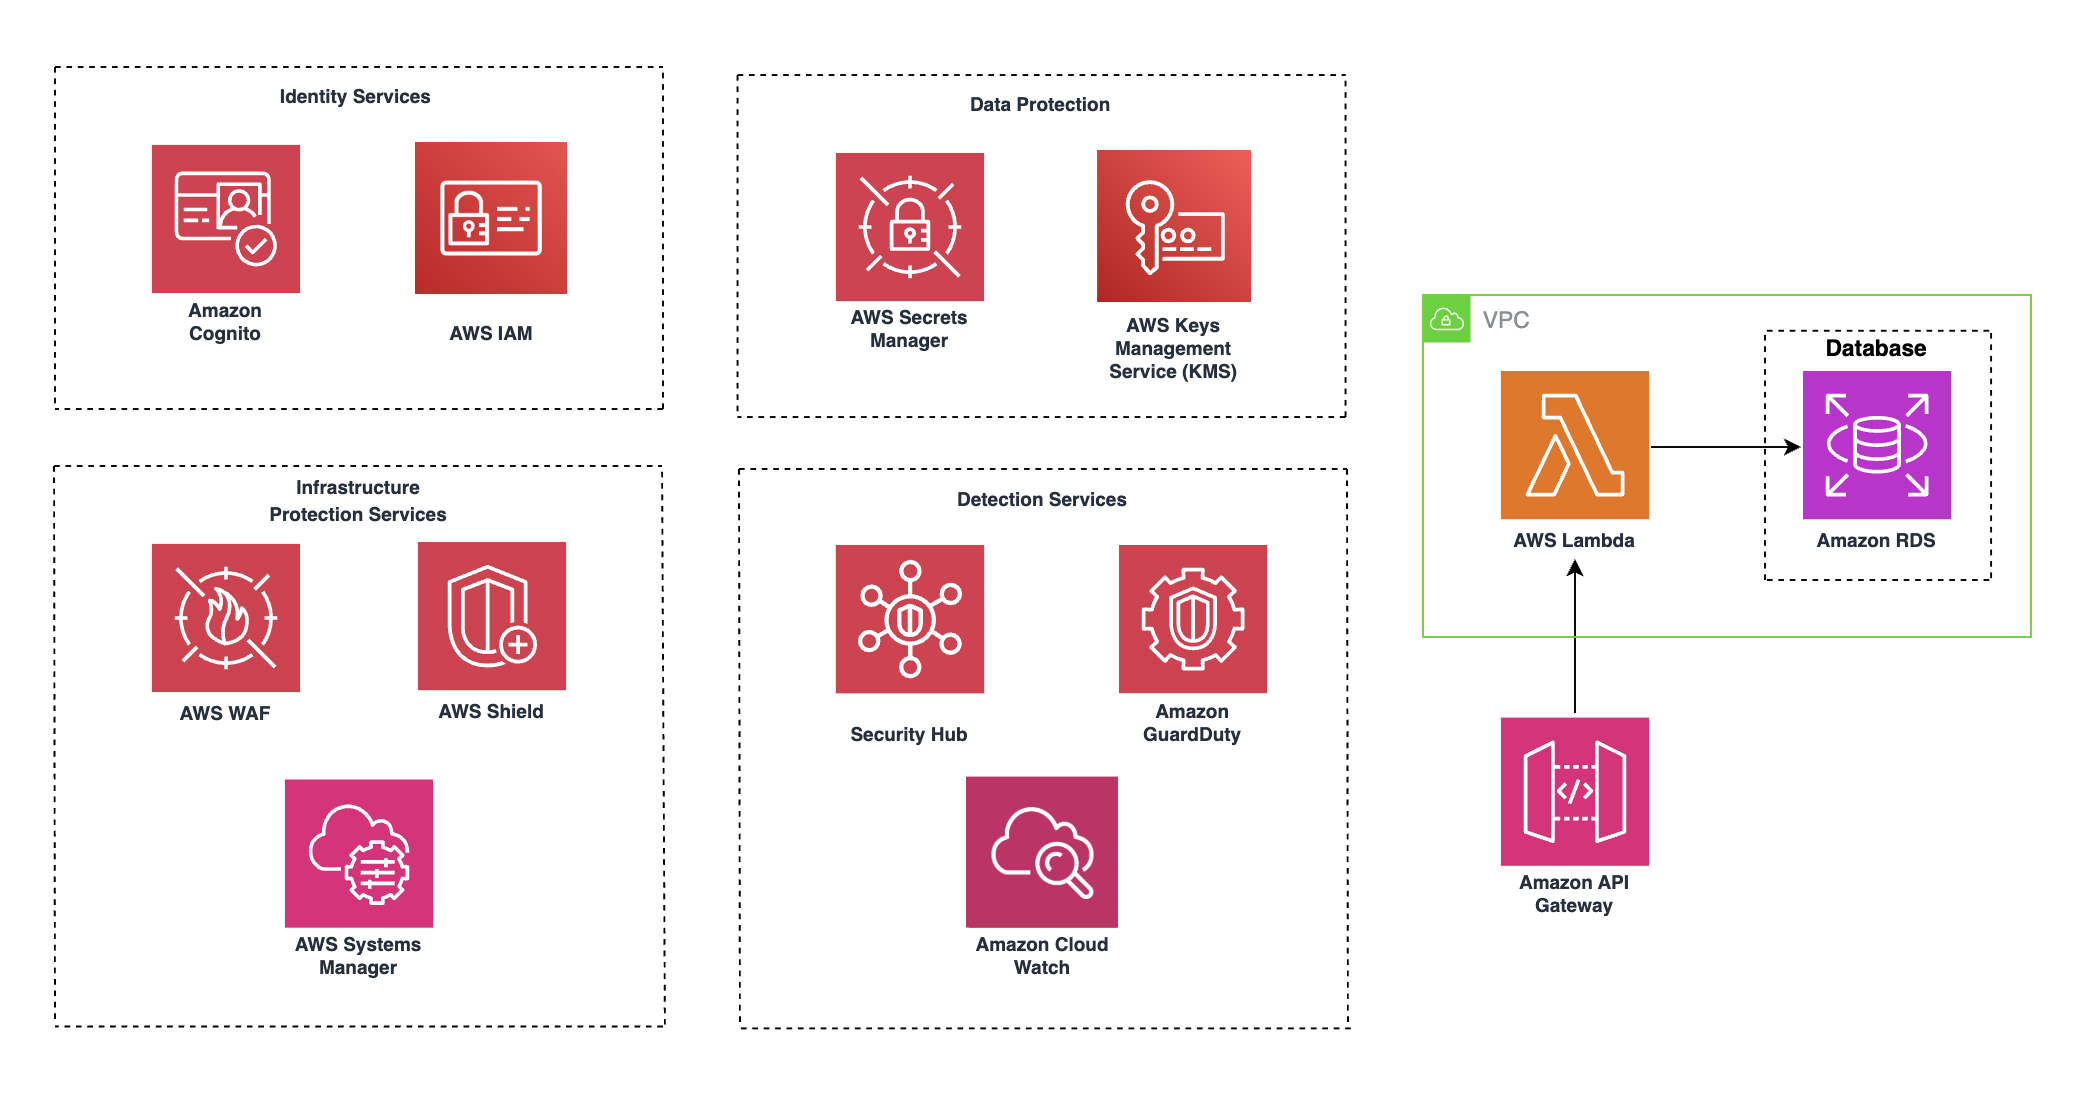 Identity Services
Amazon
Cognito
AWS IAM
Data Protection
AWS Secrets
Manager
AWS Keys
Management
Service (KMS)
Infrastructure
Protection Services
AWS WAF
AWS Shield
AWS Systems
Manager
Detection Services
Security Hub
Amazon
GuardDuty
Amazon Cloud
Watch
VPC
Database
AWS Lambda
Amazon RDS
</>
Amazon API
Gateway